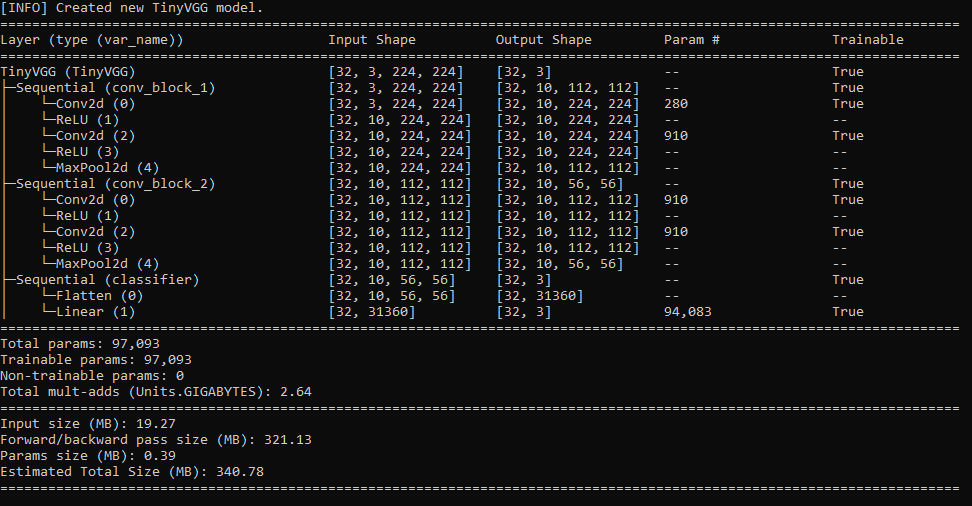 [INFO] Created new TinyVGG model.
============================================================================================================================================
Layer (type (var_name))                  Input Shape          Output Shape         Param #              Trainable
============================================================================================================================================
TinyVGG (TinyVGG)                        [32, 3, 224, 224]    [32, 3]              --                   True
├─Sequential (conv_block_1)              [32, 3, 224, 224]    [32, 10, 112, 112]   --                   True
│    └─Conv2d (0)                        [32, 3, 224, 224]    [32, 10, 224, 224]   280                  True
│    └─ReLU (1)                          [32, 10, 224, 224]   [32, 10, 224, 224]   --                   --
│    └─Conv2d (2)                        [32, 10, 224, 224]   [32, 10, 224, 224]   910                  True
│    └─ReLU (3)                          [32, 10, 224, 224]   [32, 10, 224, 224]   --                   --
│    └─MaxPool2d (4)                     [32, 10, 224, 224]   [32, 10, 112, 112]   --                   --
├─Sequential (conv_block_2)              [32, 10, 112, 112]   [32, 10, 56, 56]     --                   True
│    └─Conv2d (0)                        [32, 10, 112, 112]   [32, 10, 112, 112]   910                  True
│    └─ReLU (1)                          [32, 10, 112, 112]   [32, 10, 112, 112]   --                   --
│    └─Conv2d (2)                        [32, 10, 112, 112]   [32, 10, 112, 112]   910                  True
│    └─ReLU (3)                          [32, 10, 112, 112]   [32, 10, 112, 112]   --                   --
│    └─MaxPool2d (4)                     [32, 10, 112, 112]   [32, 10, 56, 56]     --                   --
├─Sequential (classifier)                [32, 10, 56, 56]     [32, 3]              --                   True
│    └─Flatten (0)                       [32, 10, 56, 56]     [32, 31360]          --                   --
│    └─Linear (1)                        [32, 31360]          [32, 3]              94,083               True
============================================================================================================================================
Total params: 97,093
Trainable params: 97,093
Non-trainable params: 0
Total mult-adds (Units.GIGABYTES): 2.64
============================================================================================================================================
Input size (MB): 19.27
Forward/backward pass size (MB): 321.13
Params size (MB): 0.39
Estimated Total Size (MB): 340.78
============================================================================================================================================